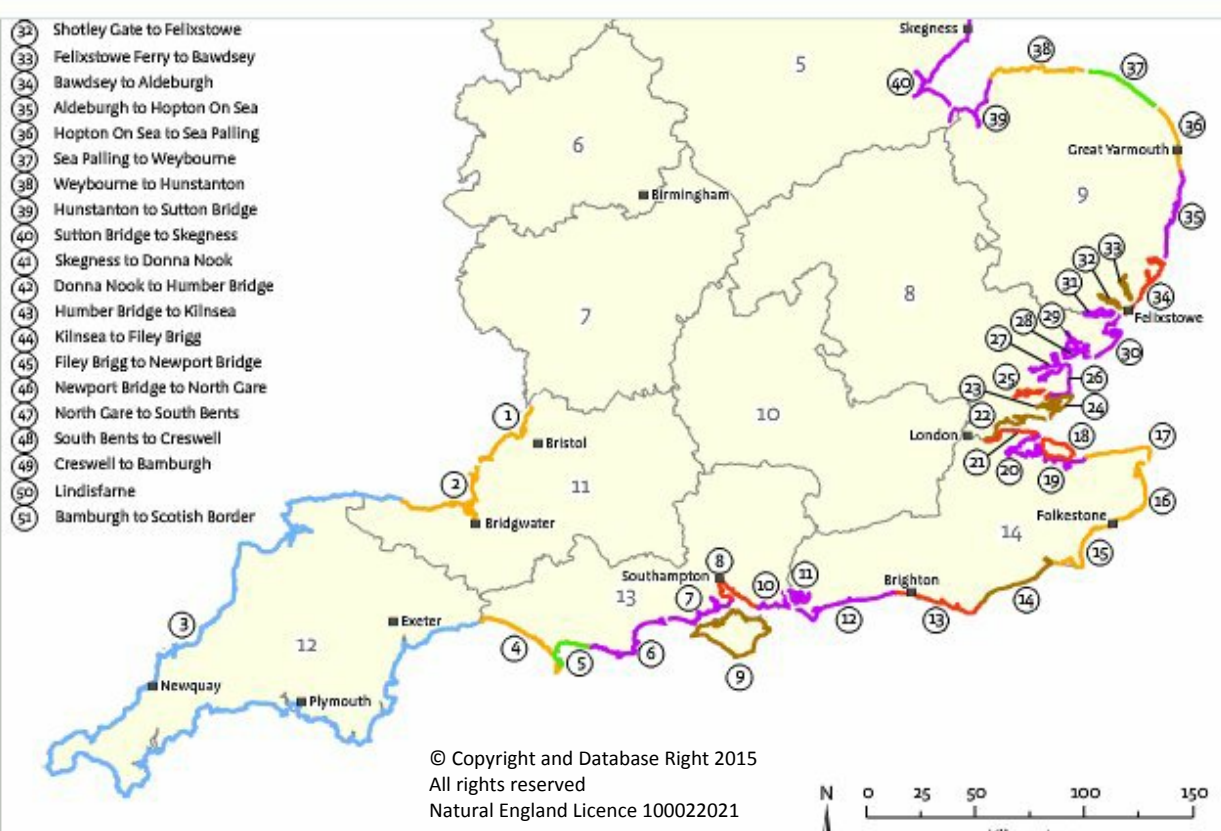 32 Shotley Gate to Felixstowe
33 Felixstowe Ferry to Bawdsey
34 Bawdsey to Aldeburgh
35 Aldeburgh to Hopton On Sea
36 Hopton On Sea to Sea Palling
37 Sea Palling to Weybourne
38 Weybourne to Hunstanton
39 Hunstanton to Sutton Bridge
40 Sutton Bridge to Skegness
41 Skegness to Donna Nook
42 Donna Nook to Humber Bridge
43 Humber Bridge to Kilnsea
44 Kilnsea to Filey Brigg
45 Filey Brigg to Newport Bridge
46 Newport Bridge to North Gare
47 North Gare to South Bents
48 South Bents to Creswell
49 Creswell to Bamburgh
50 Lindisfarne
51 Bamburgh to Scotish Border
Skegness
5
38
37
40
39
36
6
Great Yarmouth
Birmingham
9
35
33
32
31
34
8
29
Felixstowe
7
28
30
27
25
26
23
24
1
10
22
Bristol
London
18
17
21
20
2
19
11
16
Bridgwater
Folkestone
14
15
8
Southampton
11
Brighton
13
7
10
14
Exeter
12
13
3
4
12
5
6
9
Newquay
Plymouth
© Copyright and Database Right 2015
All rights reserved
Natural England Licence 100022021
N
0 25 50 100 150